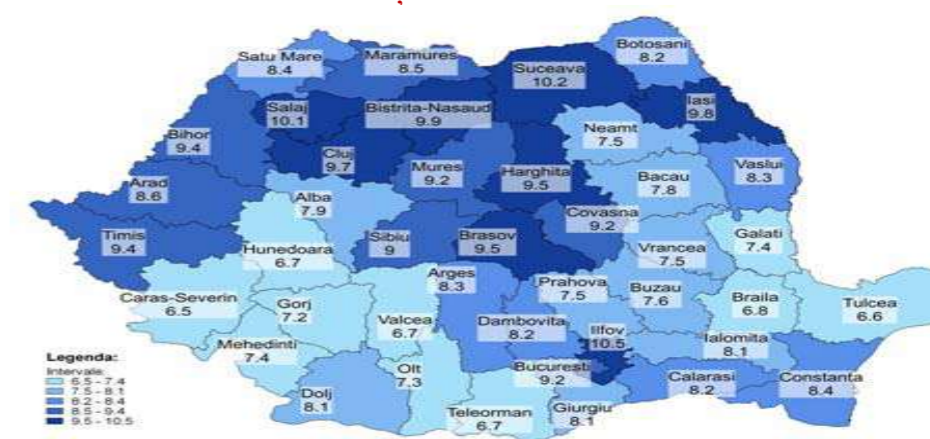 Botosani
8.2
Satu Mare
8.4
Maramures
8.5
Suceava
10.2
Iasi
9.8
Salaj
10.1
Bistrita-Nasaud
9.9
Neamt
7.5
Bihor
9.4
Cluj
9.7
Mures
9.2
Harghita
9.5
Bacau
7.8
Vaslui
8.3
Arad
8.6
Alba
7.9
Covasna
9.2
Timis
9.4
Hunedoara
6.7
Sibiu
9
Brasov
9.5
Vrancea
7.5
Galati
7.4
Arges
8.3
Prahova
7.5
Buzau
7.6
Braila
6.8
Tulcea
6.6
Caras-Severin
6.5
Gorj
7.2
Valcea
6.7
Dambovita
8.2
Ilfov
10.5
Ialomita
8.1
Mehedinti
7.4
Olt
7.3
Bucuresti
9.2
Calarasi
8.2
Constanta
8.4
Dolj
8.1
Teleorman
6.7
Giurgiu
8.1
Legenda:
Intervale:
6.5 - 7.4
7.5 - 8.1
8.2 - 8.4
8.5 - 9.4
9.5 - 10.5